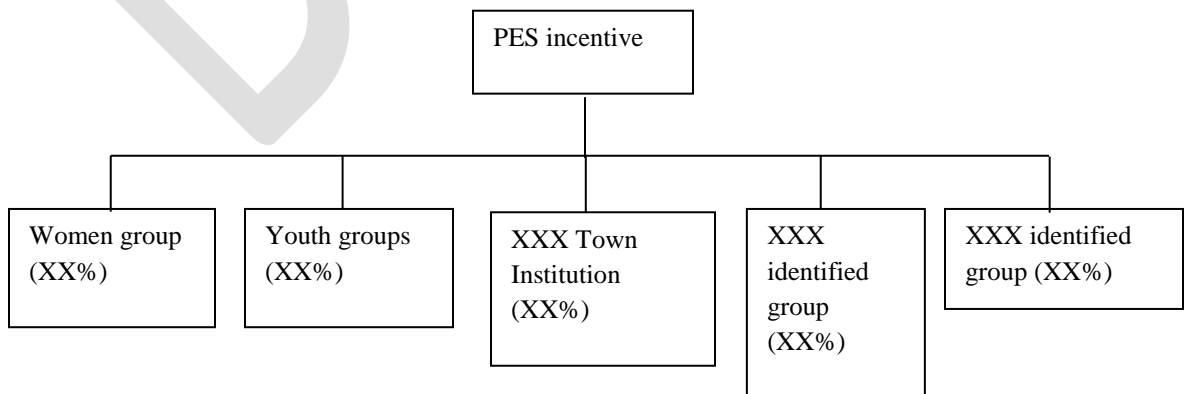 PES incentive
Women group
(XX%)
Youth groups
(XX%)
XXX Town
Institution
(XX%)
XXX
identified
group
(XX%)
XXX identified
group (XX%)